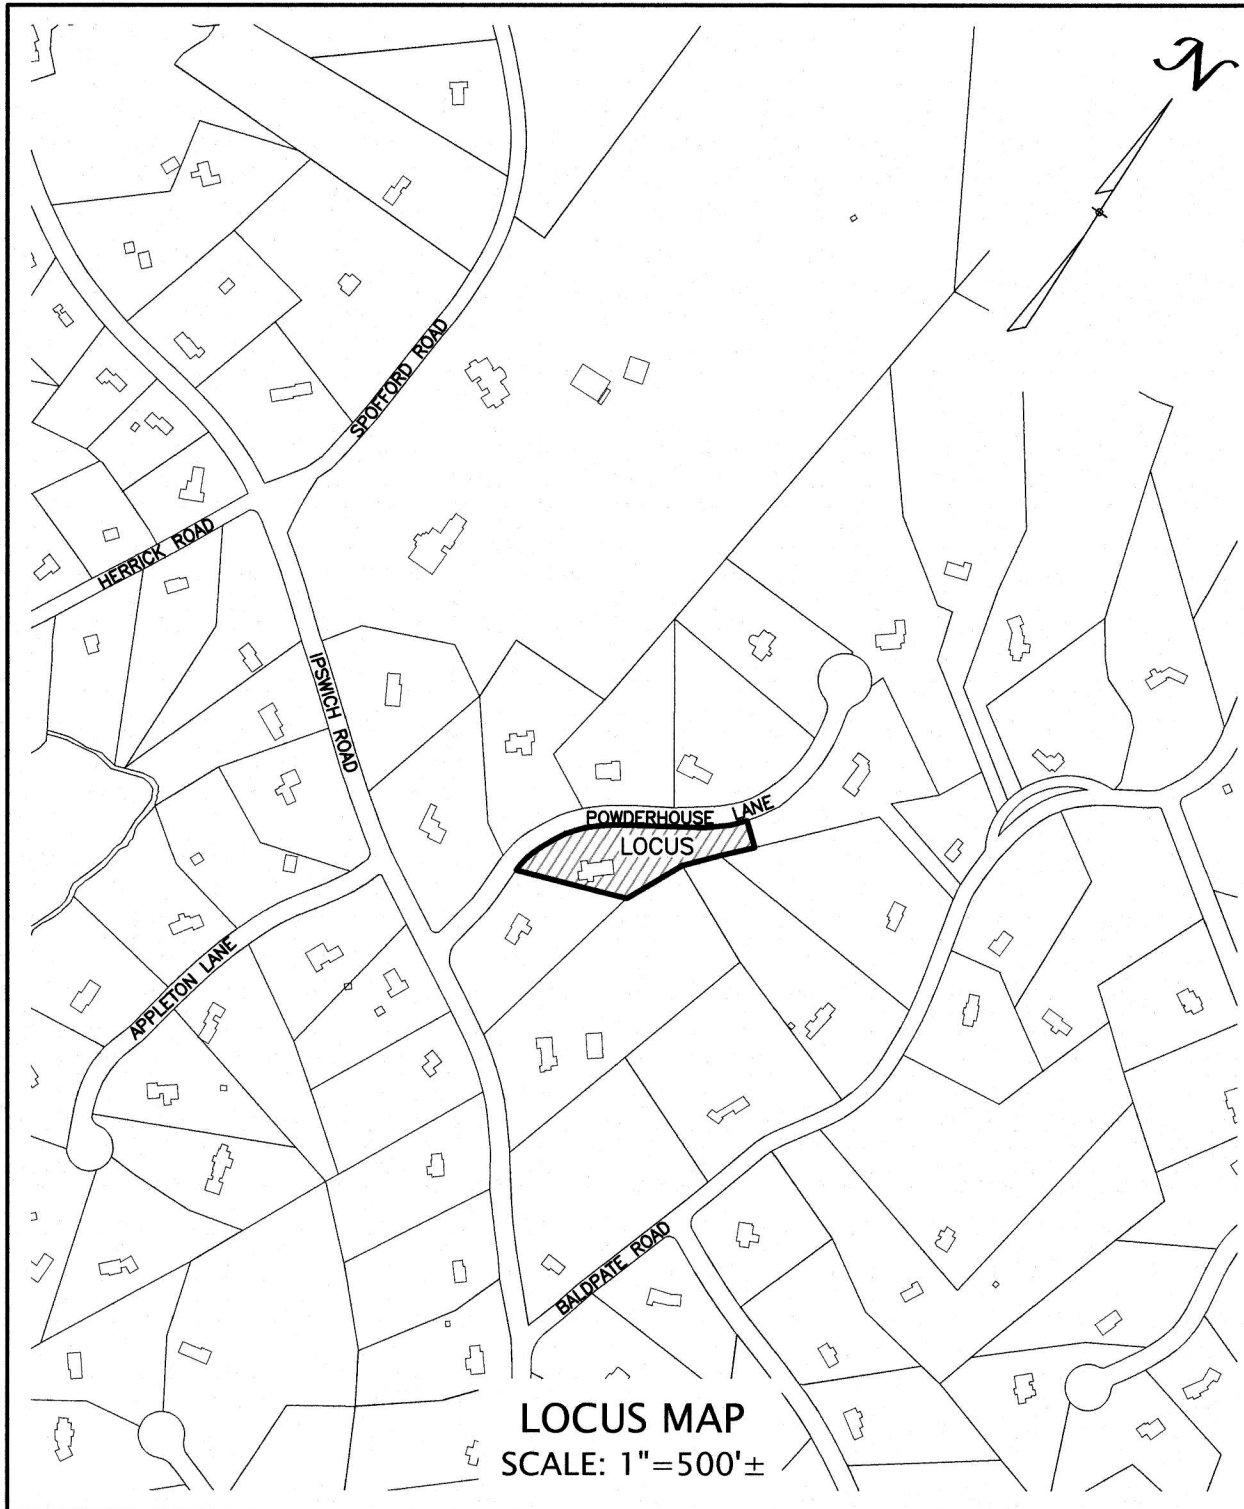 N
SPOFFORD ROAD
HERRICK ROAD
IPSWICH ROAD
POWDERHOUSE LANE
LOCUS
APPLETON LANE
BALDPATE ROAD
LOCUS MAP
SCALE: 1"=500'±